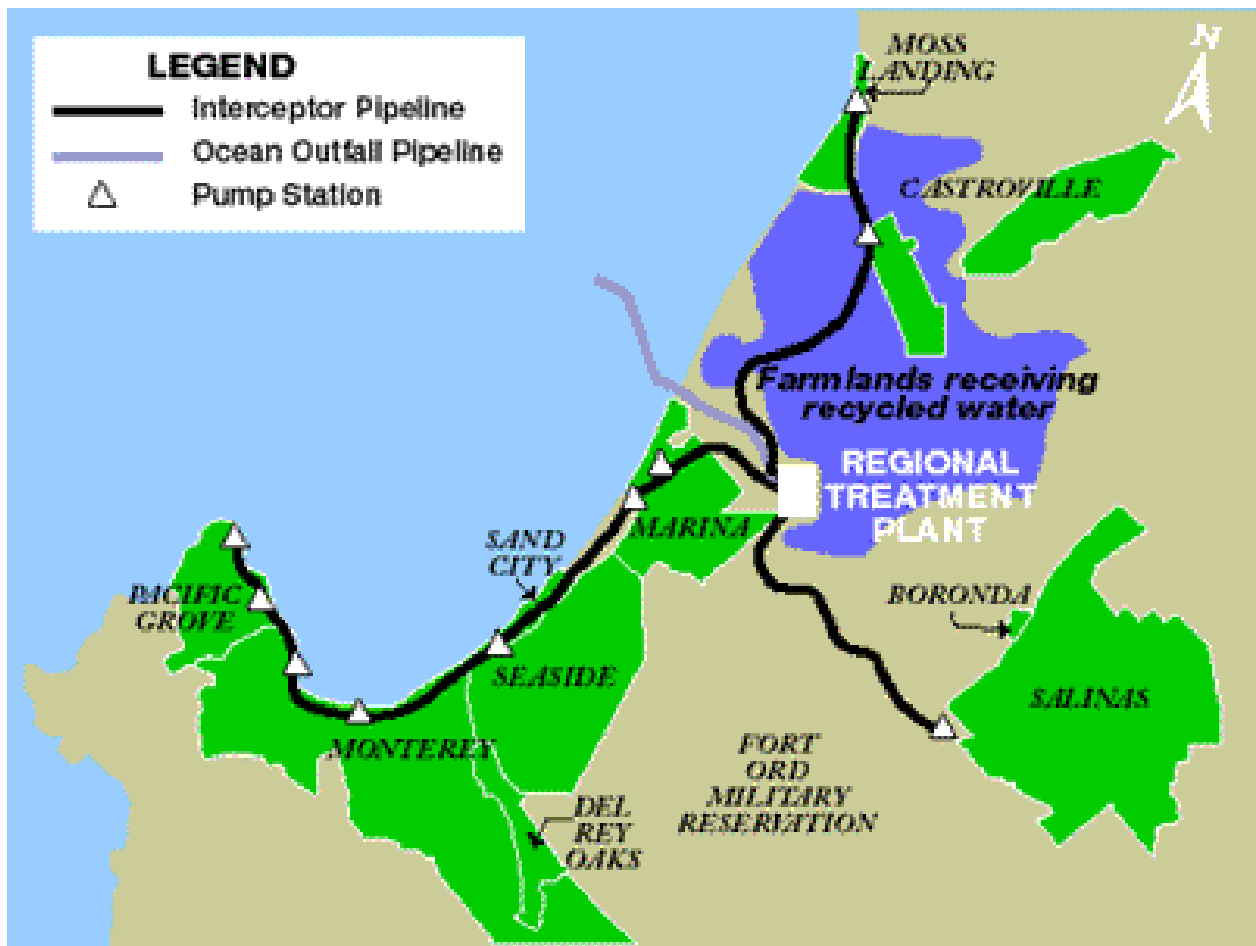 LEGEND
Interceptor Pipeline
Ocean Outfall Pipeline
Pump Station
N
MOSS
LANDING
CASTROVILLE
Farmlands receiving
recycled water
REGIONAL
TREATMENT
PLANT
MARINA
SAND
CITY
PACIFIC
GROVE
BORONDA
SEASIDE
SALINAS
MONTEREY
FORT
ORD
MILITARY
RESERVATION
DEL
REY
OAKS